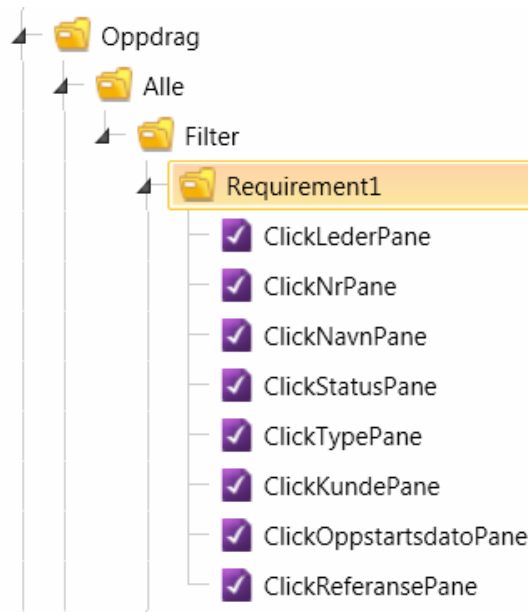 Oppdrag
Alle
Filter
Requirement1
ClickLederPane
ClickNrPane
ClickNavnPane
ClickStatusPane
ClickTypePane
ClickKundePane
ClickOppstartsdatoPane
ClickReferansePane